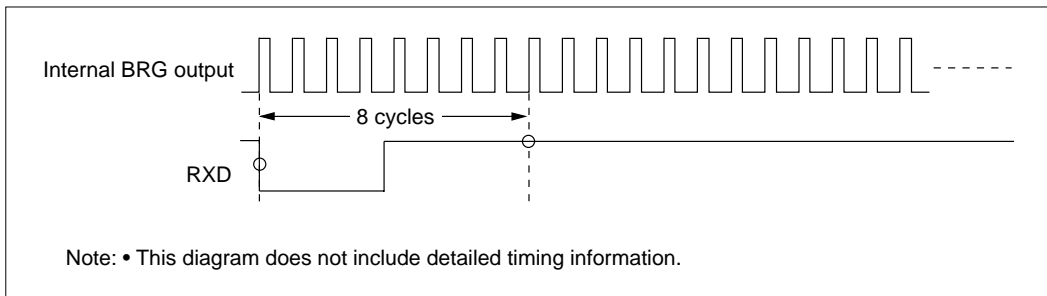 Internal BRG output
8 cycles
RXD
Note: • This diagram does not include detailed timing information.